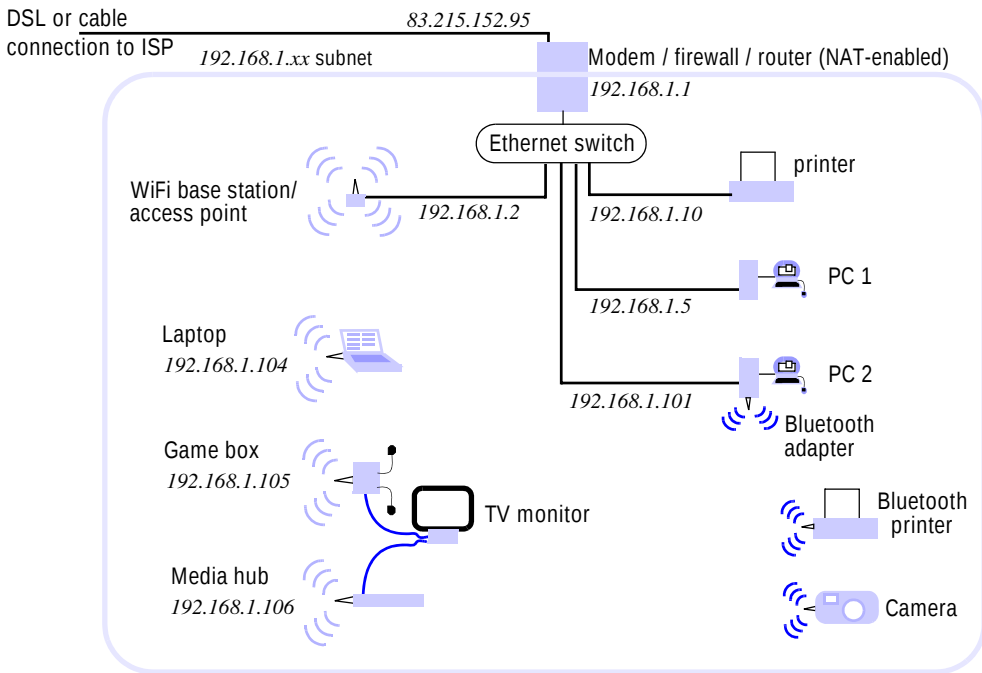 DSL or cable
connection to ISP
83.215.152.95
192.168.1.xx subnet
Modem / firewall / router (NAT-enabled)
192.168.1.1
Ethernet switch
printer
WiFi base station/
access point
192.168.1.2
192.168.1.10
PC 1
192.168.1.5
Laptop
192.168.1.104
PC 2
192.168.1.101
Bluetooth
adapter
Game box
192.168.1.105
TV monitor
Bluetooth
printer
Media hub
192.168.1.106
Camera